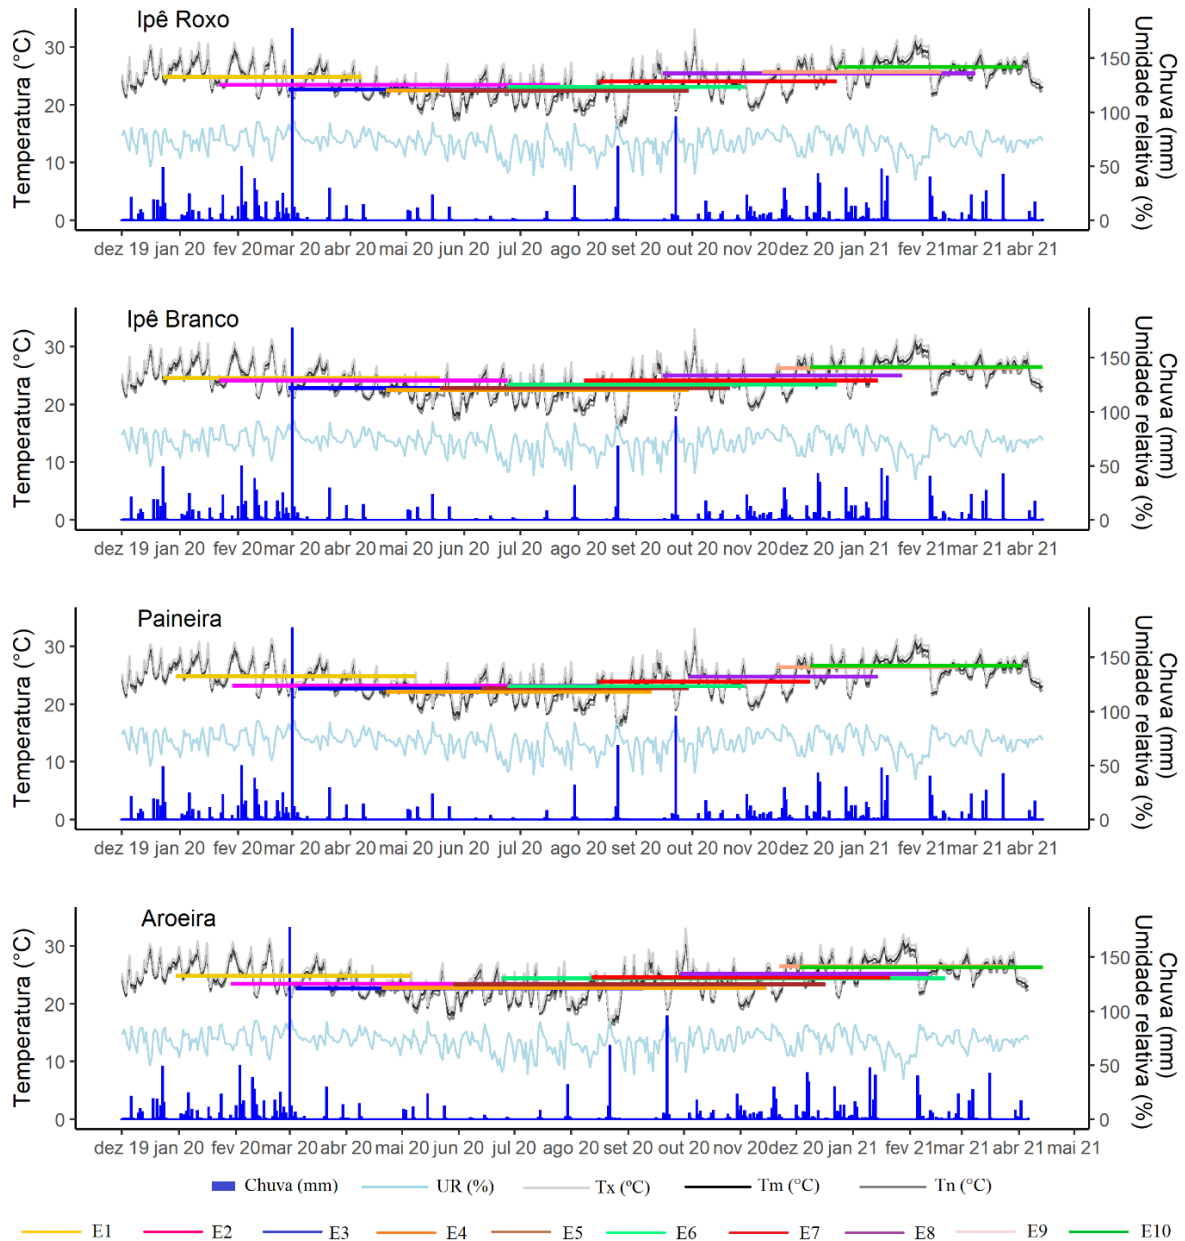 Ipê Roxo
Temperatura (°C)
30
20
10
0
150
100
50
0
Chuva (mm)
Umidade relativa (%)
dez 19 jan 20 fev 20 mar 20 abr 20 mai 20 jun 20 jul 20 ago 20 set 20 out 20 nov 20 dez 20 jan 21 fev 21 mar 21 abr 21
Ipê Branco
Temperatura (°C)
30
20
10
0
150
100
50
0
Chuva (mm)
Umidade relativa (%)
dez 19 jan 20 fev 20 mar 20 abr 20 mai 20 jun 20 jul 20 ago 20 set 20 out 20 nov 20 dez 20 jan 21 fev 21 mar 21 abr 21
Paineira
Temperatura (°C)
30
20
10
0
150
100
50
0
Chuva (mm)
Umidade relativa (%)
dez 19 jan 20 fev 20 mar 20 abr 20 mai 20 jun 20 jul 20 ago 20 set 20 out 20 nov 20 dez 20 jan 21 fev 21 mar 21 abr 21
Aroeira
Temperatura (°C)
30
20
10
0
150
100
50
0
Chuva (mm)
Umidade relativa (%)
dez 19 jan 20 fev 20 mar 20 abr 20 mai 20 jun 20 jul 20 ago 20 set 20 out 20 nov 20 dez 20 jan 21 fev 21 mar 21 abr 21 mai 21
Chuva (mm) UR (%) Tx (ºC) Tm (°C) Tn (°C)
E1 E2 E3 E4 E5 E6 E7 E8 E9 E10